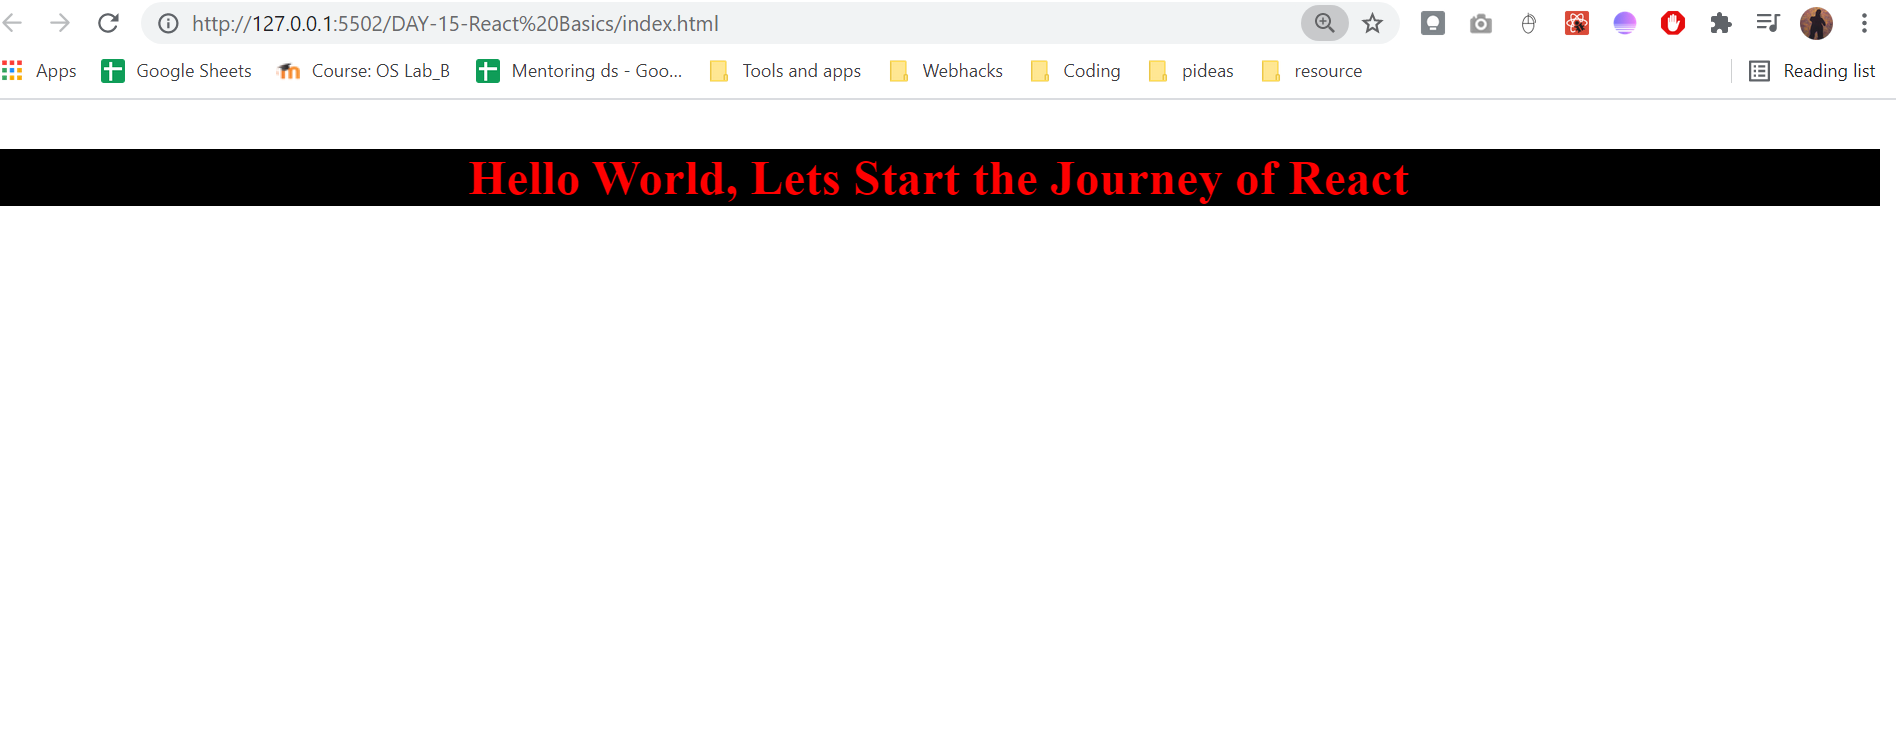 http://127.0.0.1:5502/DAY-15-React%20Basics/index.html
Apps Google Sheets Course: OS Lab_B Mentoring ds - Goo... Tools and apps Webhacks Coding pideas resource Reading list
Hello World, Lets Start the Journey of React